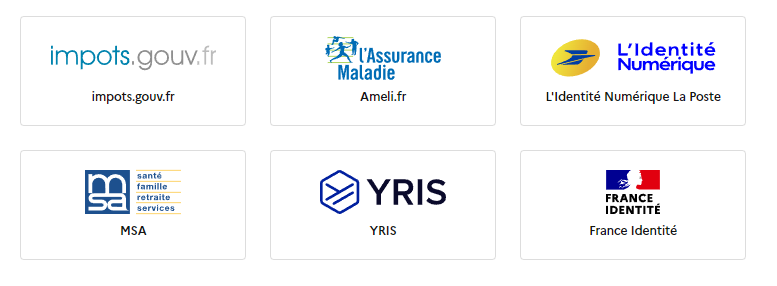 impots.gouv.fr
impots.gouv.fr
l'Assurance
Maladie
Ameli.fr
L'Identité
Numérique
L'Identité Numérique La Poste
msa
santé
famille
retraite
services
MSA
YRIS
YRIS
FRANCE
IDENTITÉ
France Identité